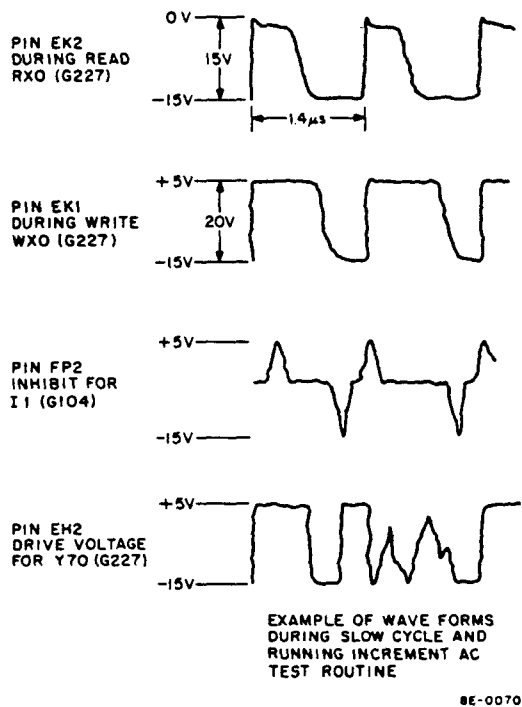 0 V
PIN EK2
DURING READ
RXO (G227)
15V
-15V
1.4μs
+5V
PIN EK1
DURING WRITE
WXO (G227)
20V
-15V
+5V
PIN FP2
INHIBIT FOR
I 1 (G104)
-15V
+5V
PIN EH2
DRIVE VOLTAGE
FOR Y70 (G227)
-15V
EXAMPLE OF WAVE FORMS
DURING SLOW CYCLE AND
RUNNING INCREMENT AC
TEST ROUTINE
8E-0070